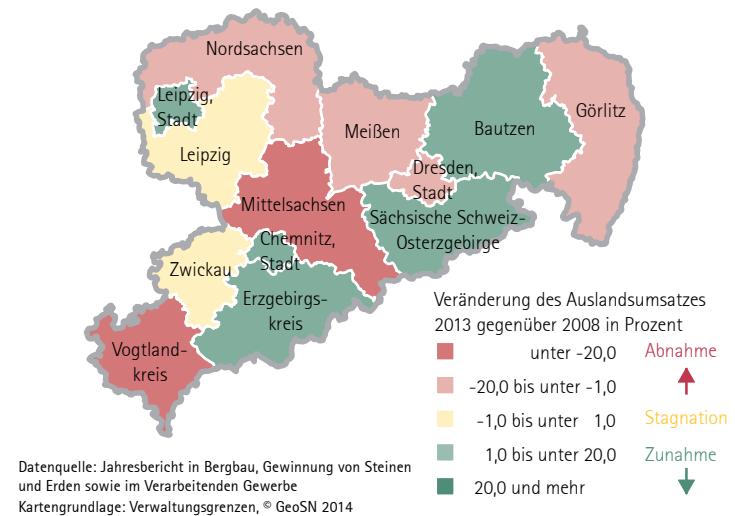 Nordsachsen
Leipzig,
Stadt
Leipzig
Meißen
Bautzen
Görlitz
Dresden,
Stadt
Mittelsachsen
Sächsische Schweiz-
Osterzgebirge
Chemnitz,
Stadt
Zwickau
Erzgebirgs-
kreis
Vogtland-
kreis
Veränderung des Auslandsumsatzes
2013 gegenüber 2008 in Prozent
unter -20,0 Abnahme
-20,0 bis unter -1,0
-1,0 bis unter 1,0 Stagnation
1,0 bis unter 20,0 Zunahme
20,0 und mehr
Datenquelle: Jahresbericht in Bergbau, Gewinnung von Steinen
und Erden sowie im Verarbeitenden Gewerbe
Kartengrundlage: Verwaltungsgrenzen, © GeoSN 2014